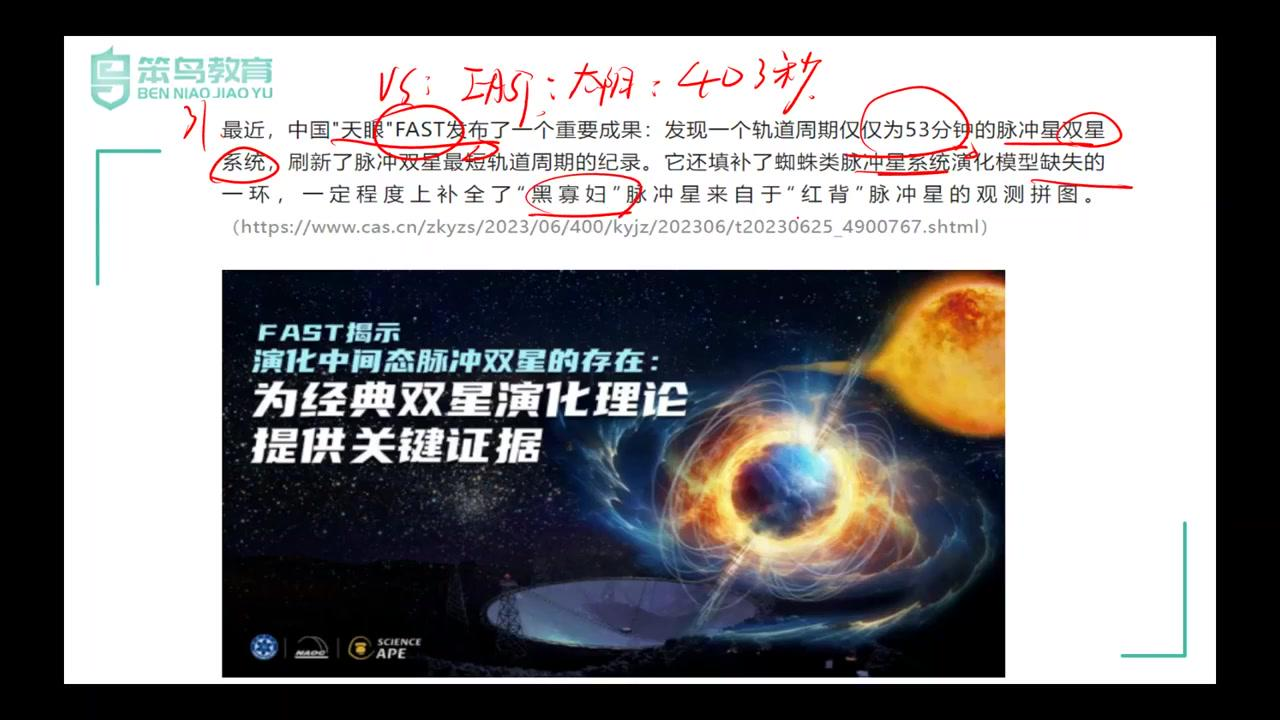 笨鸟教育
BEN NIAO JIAO YU
VS: EAST: 太阳: 403秒
31
最近，中国"天眼"FAST发布了一个重要成果：发现一个轨道周期仅仅为53分钟的脉冲星双星
系统，刷新了脉冲双星最短轨道周期的纪录。它还填补了蜘蛛类脉冲星系统演化模型缺失的
一环，一定程度上补全了“黑寡妇”脉冲星来自于“红背”脉冲星的观测拼图。
（https://www.cas.cn/zkyzs/2023/06/400/kyjz/202306/t20230625_4900767.shtml）
FAST揭示
演化中间态脉冲双星的存在：
为经典双星演化理论
提供关键证据
NAOC
SCIENCE
APE